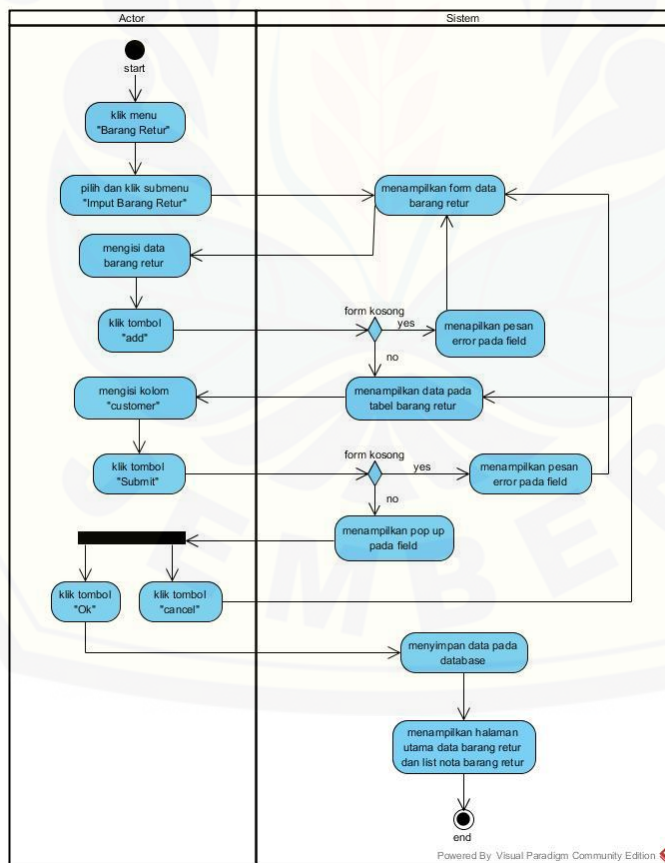 Actor
Sistem
start
klik menu
"Barang Retur"
pilih dan klik submenu
"Imput Barang Retur"
menampilkan form data
barang retur
mengisi data
barang retur
klik tombol
"add"
form kosong
yes
menapilkan pesan
error pada field
no
mengisi kolom
"customer"
menampilkan data pada
tabel barang retur
klik tombol
"Submit"
form kosong
yes
menampilkan pesan
error pada field
no
menampilkan pop up
pada field
klik tombol
"Ok"
klik tombol
"cancel"
menyimpan data pada
database
menampilkan halaman
utama data barang retur
dan list nota barang retur
end
Powered By Visual Paradigm Community Edition
EMBER